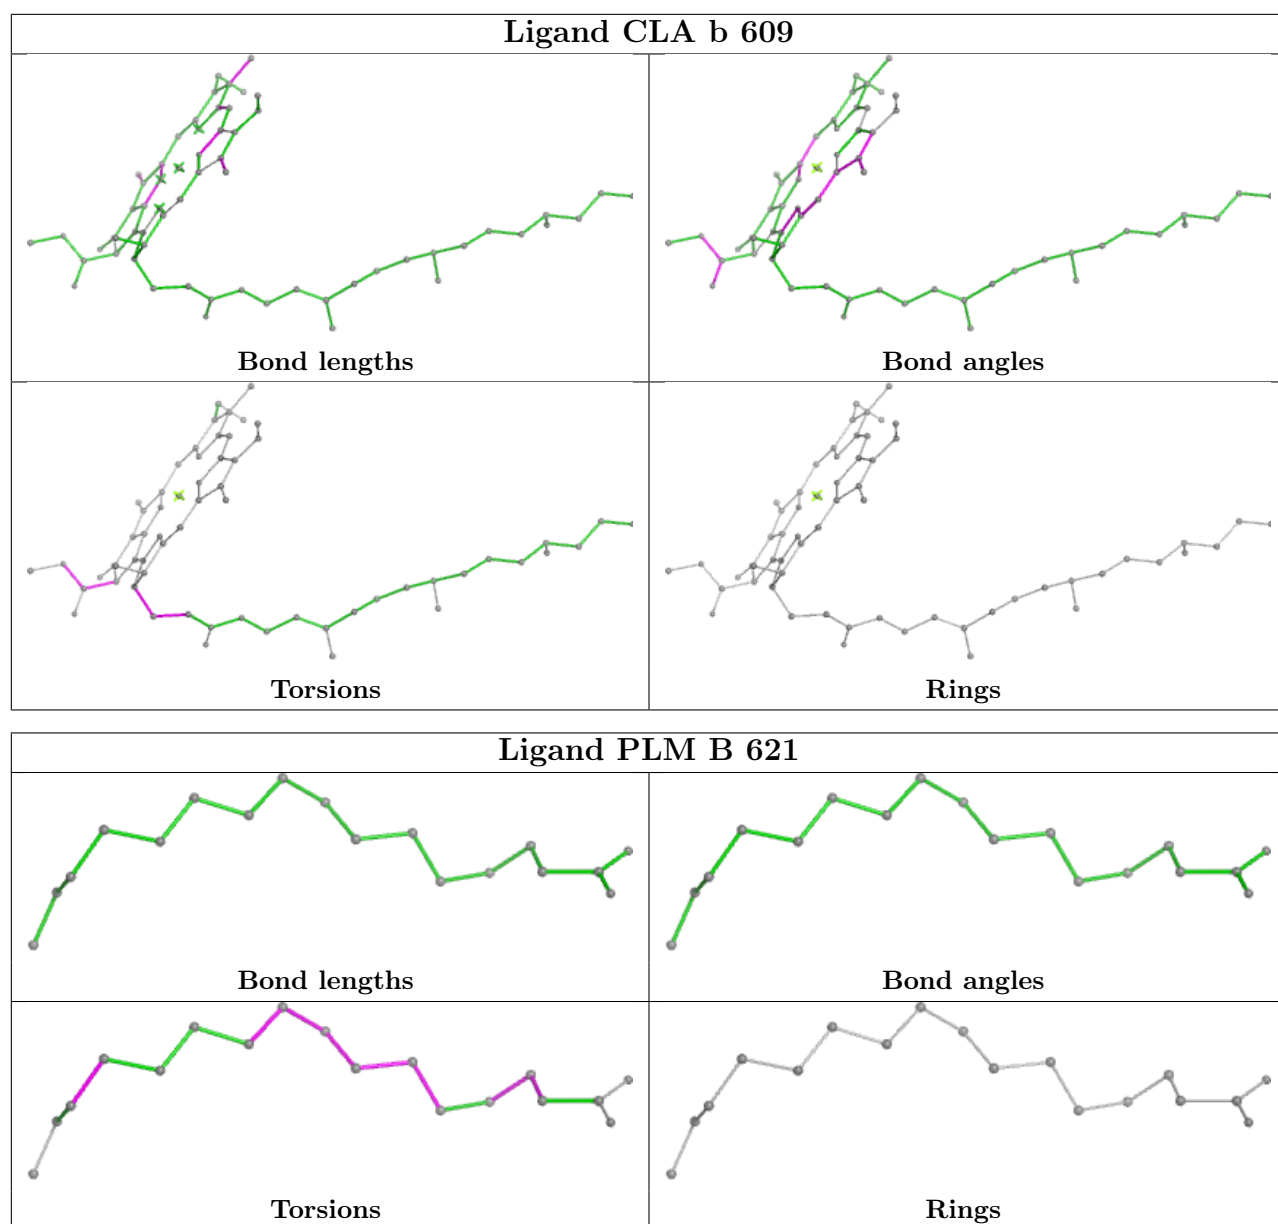 Ligand CLA b 609
Bond lengths
Bond angles
Torsions
Rings
Ligand PLM B 621
Bond lengths
Bond angles
Torsions
Rings